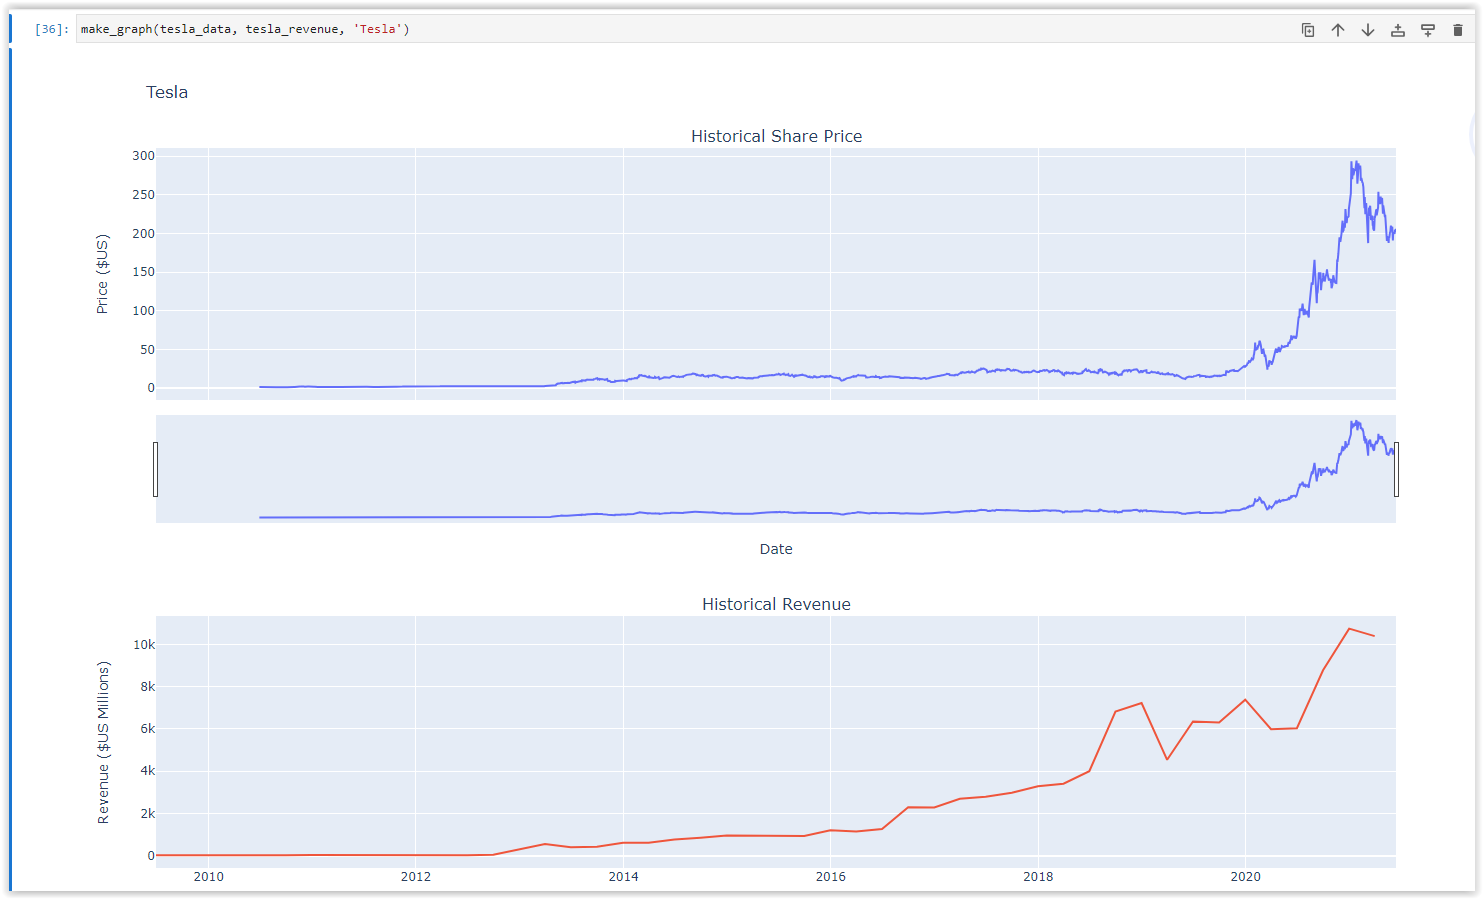 [36]: make_graph(tesla_data, tesla_revenue, 'Tesla')
Tesla
Historical Share Price
300
250
200
150
100
50
0
Price ($US)
Date
Historical Revenue
10k
8k
6k
4k
2k
0
Revenue ($US Millions)
2010 2012 2014 2016 2018 2020